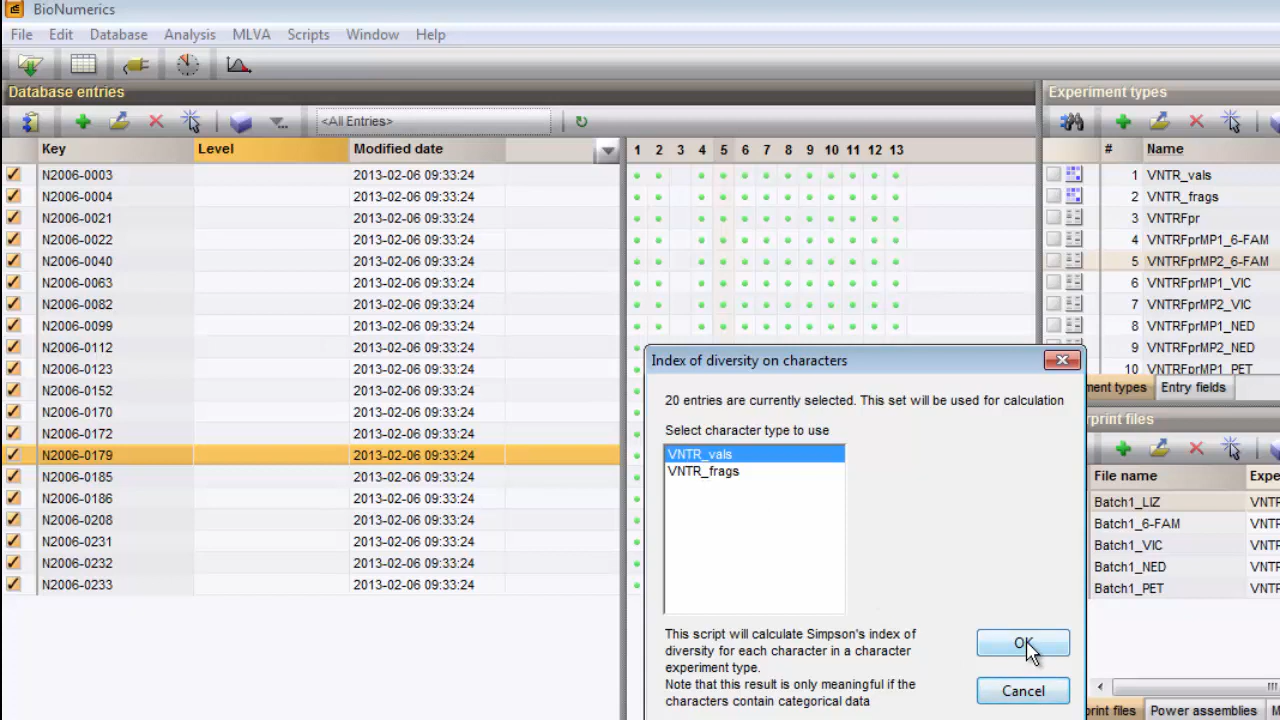 BioNumerics
File Edit Database Analysis MLVA Scripts Window Help
Database entries
<All Entries>
Key Level Modified date 1 2 3 4 5 6 7 8 9 10 11 12 13
N2006-0003 2013-02-06 09:33:24
N2006-0004 2013-02-06 09:33:24
N2006-0021 2013-02-06 09:33:24
N2006-0022 2013-02-06 09:33:24
N2006-0040 2013-02-06 09:33:24
N2006-0063 2013-02-06 09:33:24
N2006-0082 2013-02-06 09:33:24
N2006-0099 2013-02-06 09:33:24
N2006-0112 2013-02-06 09:33:24
N2006-0123 2013-02-06 09:33:24
N2006-0152 2013-02-06 09:33:24
N2006-0170 2013-02-06 09:33:24
N2006-0172 2013-02-06 09:33:24
N2006-0179 2013-02-06 09:33:24
N2006-0185 2013-02-06 09:33:24
N2006-0186 2013-02-06 09:33:24
N2006-0208 2013-02-06 09:33:24
N2006-0231 2013-02-06 09:33:24
N2006-0232 2013-02-06 09:33:24
N2006-0233 2013-02-06 09:33:24
Experiment types
# Name
1 VNTR_vals
2 VNTR_frags
3 VNTRFpr
4 VNTRFprMP1_6-FAM
5 VNTRFprMP2_6-FAM
6 VNTRFprMP1_VIC
7 VNTRFprMP2_VIC
8 VNTRFprMP1_NED
9 VNTRFprMP2_NED
10 VNTRFprMP1_PET
ment types Entry fields
rprint files
File name Expe
Batch1_LIZ VNTR
Batch1_6-FAM VNTR
Batch1_VIC VNTR
Batch1_NED VNTR
Batch1_PET VNTR
print files Power assemblies M
Index of diversity on characters
20 entries are currently selected. This set will be used for calculation
Select character type to use
VNTR_vals
VNTR_frags
This script will calculate Simpson's index of
diversity for each character in a character
experiment type.
Note that this result is only meaningful if the
characters contain categorical data
OK
Cancel